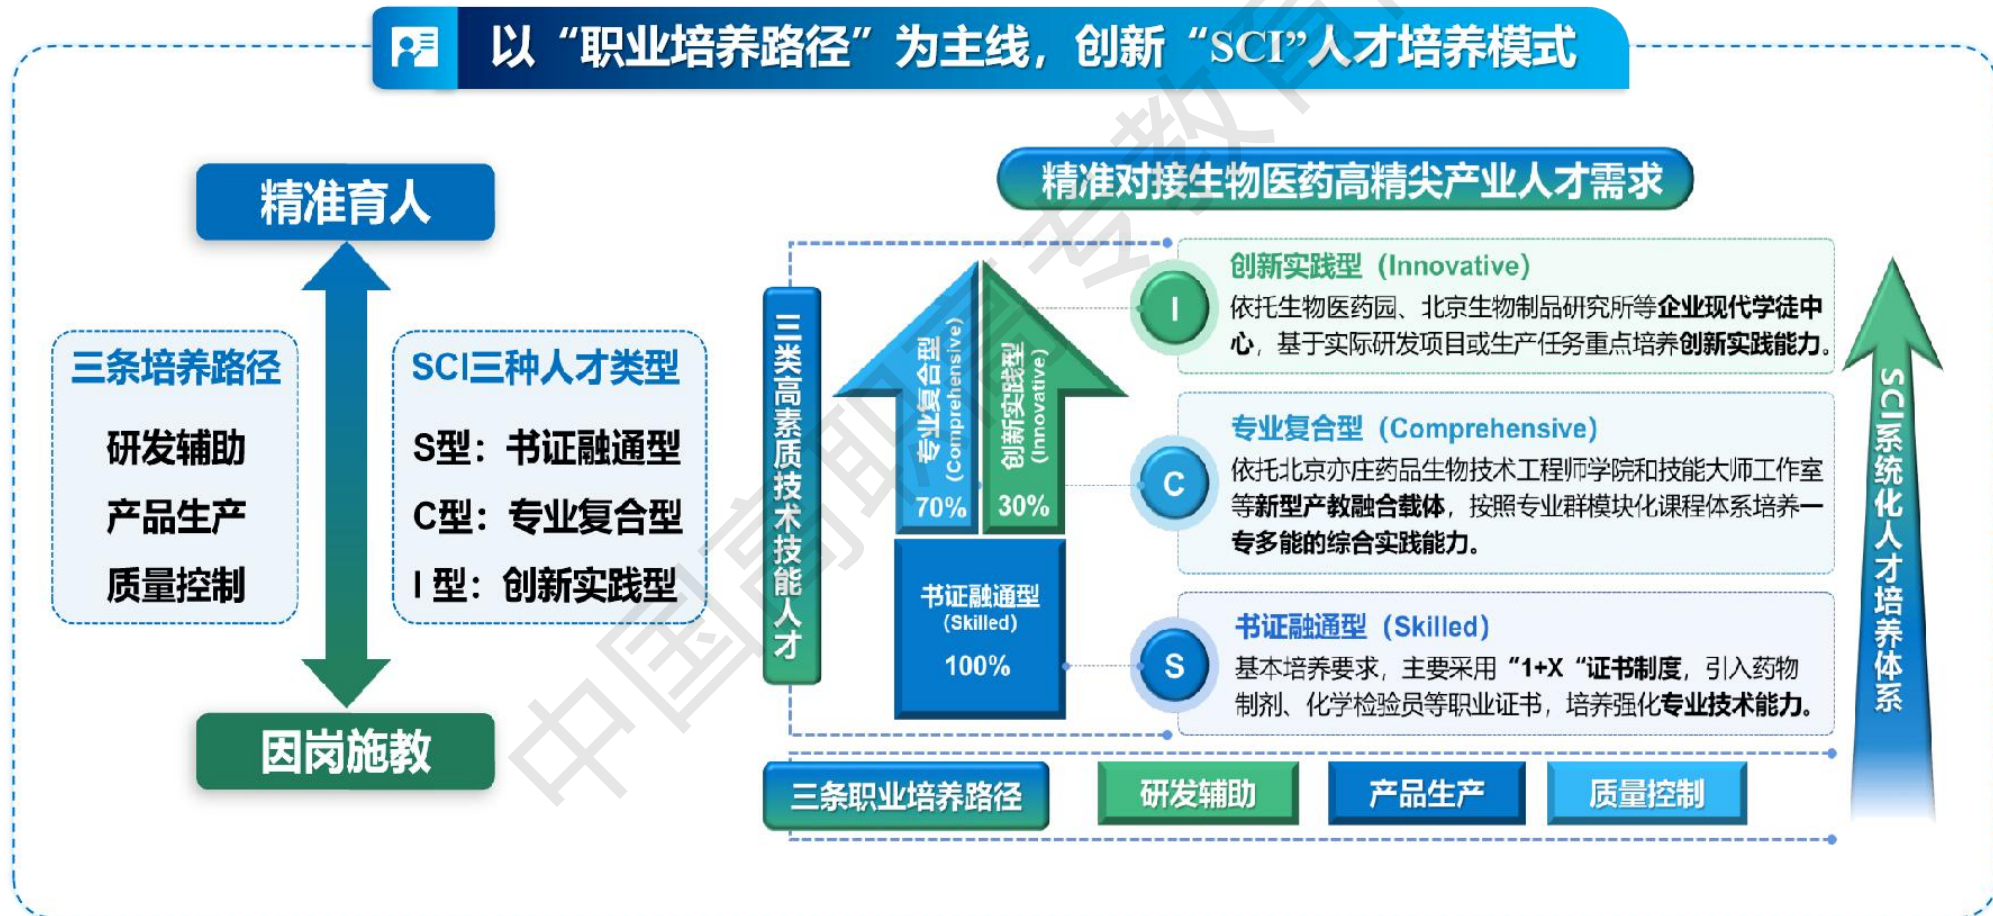 以“职业培养路径”为主线，创新“SCI”人才培养模式
精准育人
三条培养路径
研发辅助
产品生产
质量控制
SCI三种人才类型
S型：书证融通型
C型：专业复合型
I 型：创新实践型
因岗施教
精准对接生物医药高精尖产业人才需求
三类高素质技术技能人才
专业复合型
(Comprehensive)
70%
创新实践型
(Innovative)
30%
书证融通型
(Skilled)
100%
I
创新实践型（Innovative）
依托生物医药园、北京生物制品研究所等企业现代学徒中
心，基于实际研发项目或生产任务重点培养创新实践能力。
C
专业复合型（Comprehensive）
依托北京亦庄药品生物技术工程师学院和技能大师工作室
等新型产教融合载体，按照专业群模块化课程体系培养一
专多能的综合实践能力。
S
书证融通型（Skilled）
基本培养要求，主要采用“1+X“证书制度，引入药物
制剂、化学检验员等职业证书，培养强化专业技术能力。
SCI系统化人才培养体系
三条职业培养路径
研发辅助
产品生产
质量控制
中国高职高专教育